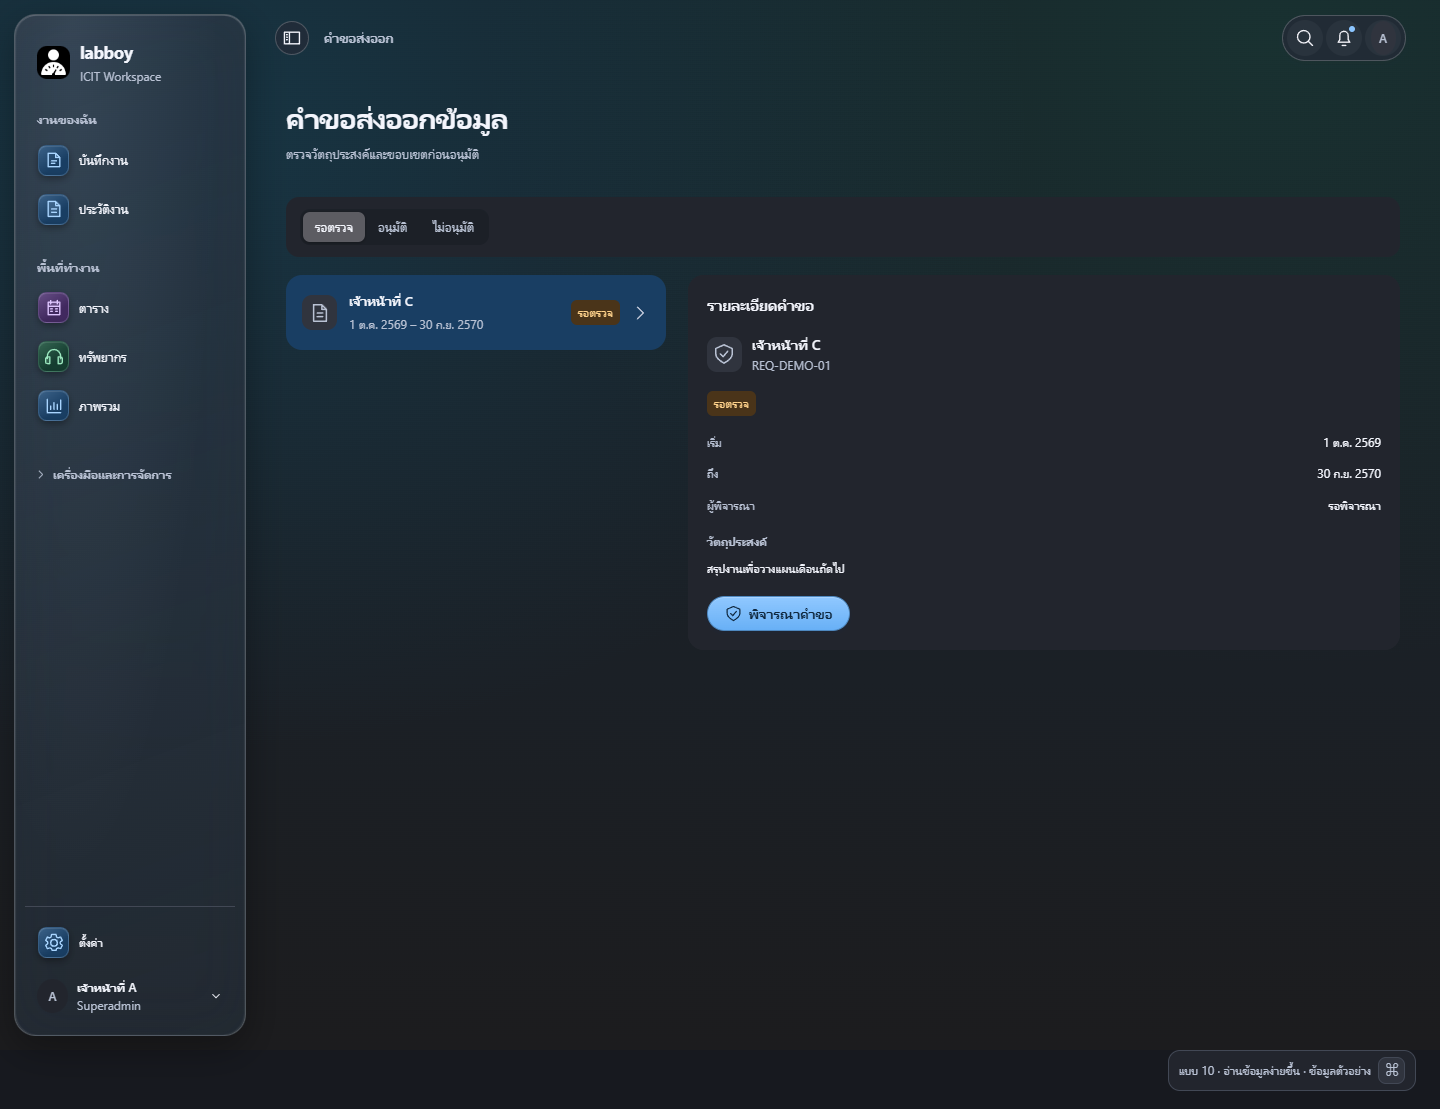 labboy
ICIT Workspace
งานของฉัน
บันทึกงาน
ประวัติงาน
พื้นที่ทำงาน
ตาราง
ทรัพยากร
ภาพรวม
เครื่องมือและการจัดการ
ตั้งค่า
A
เจ้าหน้าที่ A
Superadmin
คำขอส่งออก
A
คำขอส่งออกข้อมูล
ตรวจวัตถุประสงค์และขอบเขตก่อนอนุมัติ
รอตรวจ อนุมัติ ไม่อนุมัติ
เจ้าหน้าที่ C
1 ต.ค. 2569 – 30 ก.ย. 2570
รอตรวจ
รายละเอียดคำขอ
เจ้าหน้าที่ C
REQ-DEMO-01
รอตรวจ
เริ่ม 1 ต.ค. 2569
ถึง 30 ก.ย. 2570
ผู้พิจารณา รอพิจารณา
วัตถุประสงค์
สรุปงานเพื่อวางแผนเดือนถัดไป
พิจารณาคำขอ
แบบ 10 · อ่านข้อมูลง่ายขึ้น · ข้อมูลตัวอย่าง ⌘